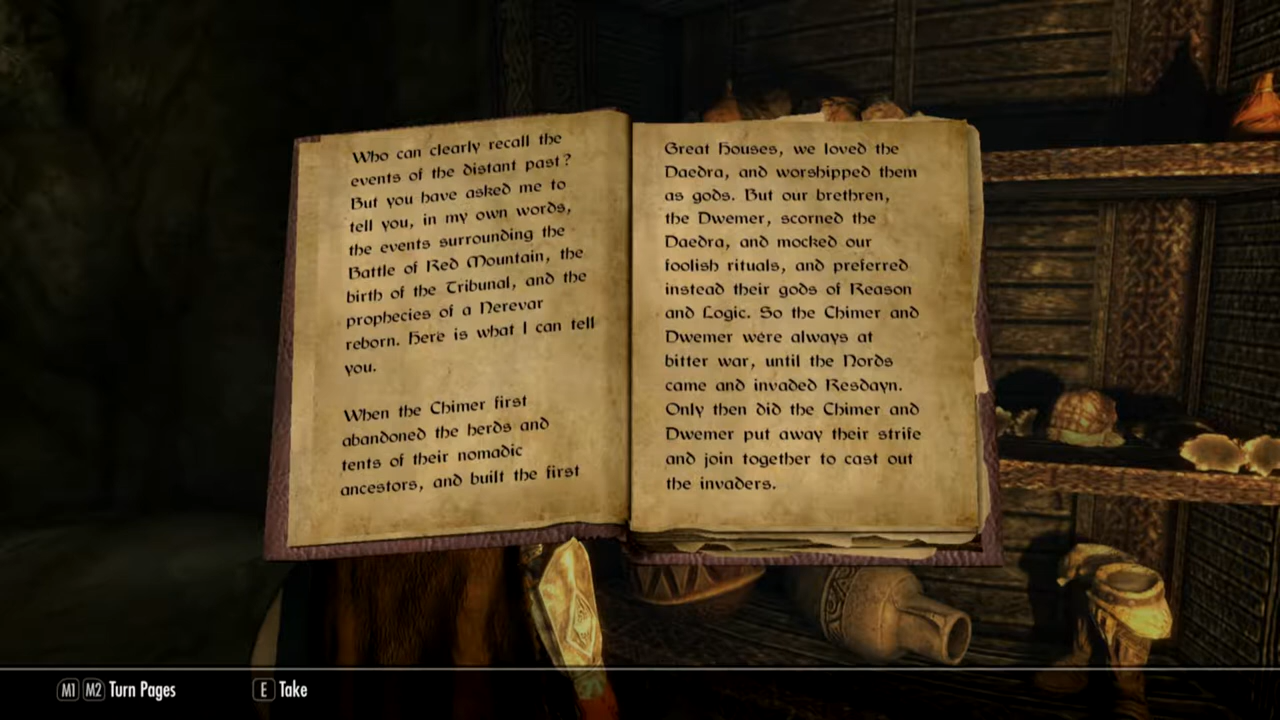 Who can clearly recall the
events of the distant past?
But you have asked me to
tell you, in my own words,
the events surrounding the
Battle of Red Mountain, the
birth of the Tribunal, and the
prophecies of a Nerevar
reborn. Here is what I can tell
you.
When the Chimer first
abandoned the herds and
tents of their nomadic
ancestors, and built the first
Great Houses, we loved the
Daedra, and worshipped them
as gods. But our brethren,
the Dwemer, scorned the
Daedra, and mocked our
foolish rituals, and preferred
instead their gods of Reason
and Logic. So the Chimer and
Dwemer were always at
bitter war, until the Nords
came and invaded Resdayn.
Only then did the Chimer and
Dwemer put away their strife
and join together to cast out
the invaders.
M1 M2 Turn Pages
E Take